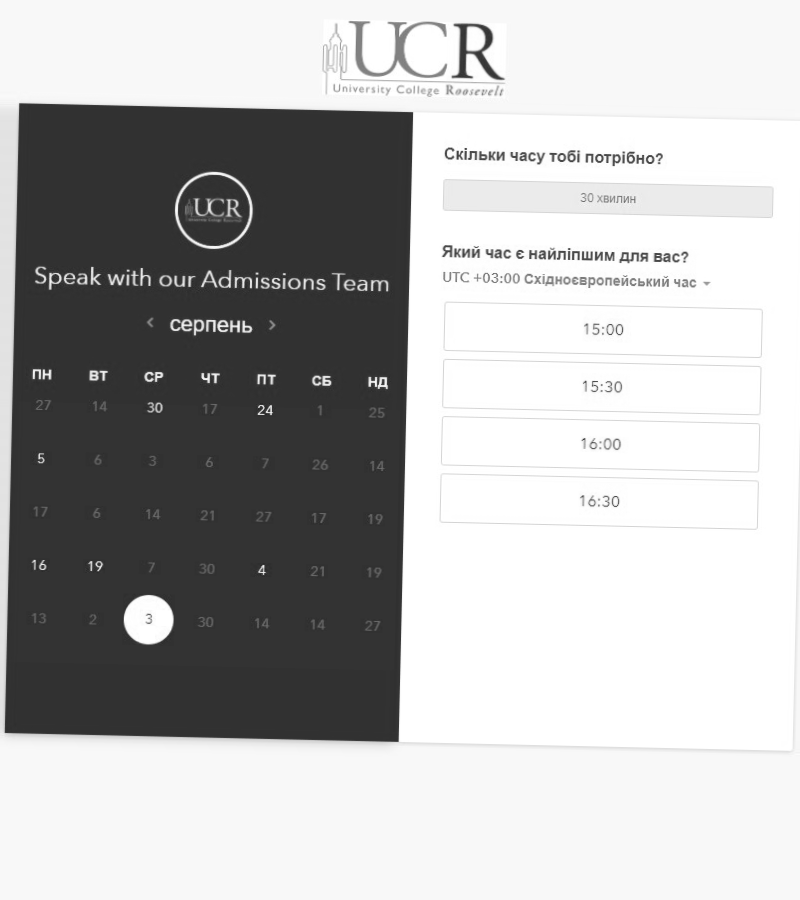 UCR
University College Roosevelt
UCR
Speak with our Admissions Team
серпень
ПН ВТ СР ЧТ ПТ СБ НД
27 14 30 17 24 1 25
5 6 3 6 7 26 14
17 6 14 21 27 17 19
16 19 7 30 4 21 19
13 2 3 30 14 14 27
Скільки часу тобі потрібно?
30 хвилин
Який час є найліпшим для вас?
UTC +03:00 Східноєвропейський час
15:00
15:30
16:00
16:30